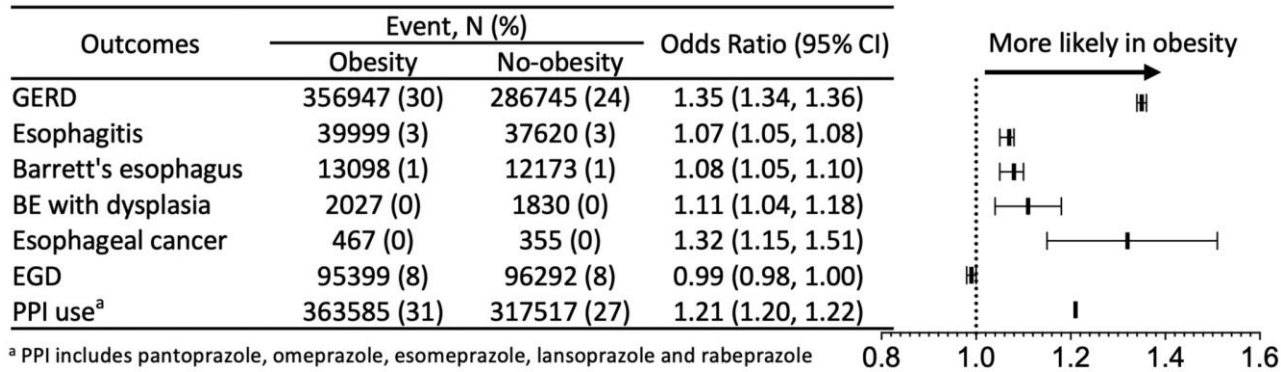 Outcomes Event, N (%) Odds Ratio (95% CI) More likely in obesity
Obesity No-obesity
GERD 356947 (30) 286745 (24) 1.35 (1.34, 1.36)
Esophagitis 39999 (3) 37620 (3) 1.07 (1.05, 1.08)
Barrett's esophagus 13098 (1) 12173 (1) 1.08 (1.05, 1.10)
BE with dysplasia 2027 (0) 1830 (0) 1.11 (1.04, 1.18)
Esophageal cancer 467 (0) 355 (0) 1.32 (1.15, 1.51)
EGD 95399 (8) 96292 (8) 0.99 (0.98, 1.00)
PPI useᵃ 363585 (31) 317517 (27) 1.21 (1.20, 1.22)
ᵃ PPI includes pantoprazole, omeprazole, esomeprazole, lansoprazole and rabeprazole
0.8 1.0 1.2 1.4 1.6